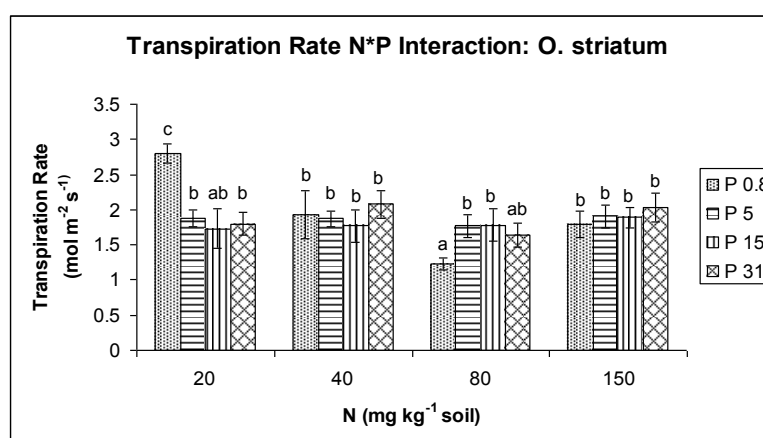 Transpiration Rate N*P Interaction: O. striatum
Transpiration Rate
(mol m⁻² s⁻¹)
3.5
3
2.5
2
1.5
1
0.5
0
c b ab b
b b b b
a b b ab
b b b b
20 40 80 150
N (mg kg⁻¹ soil)
P 0.8
P 5
P 15
P 31